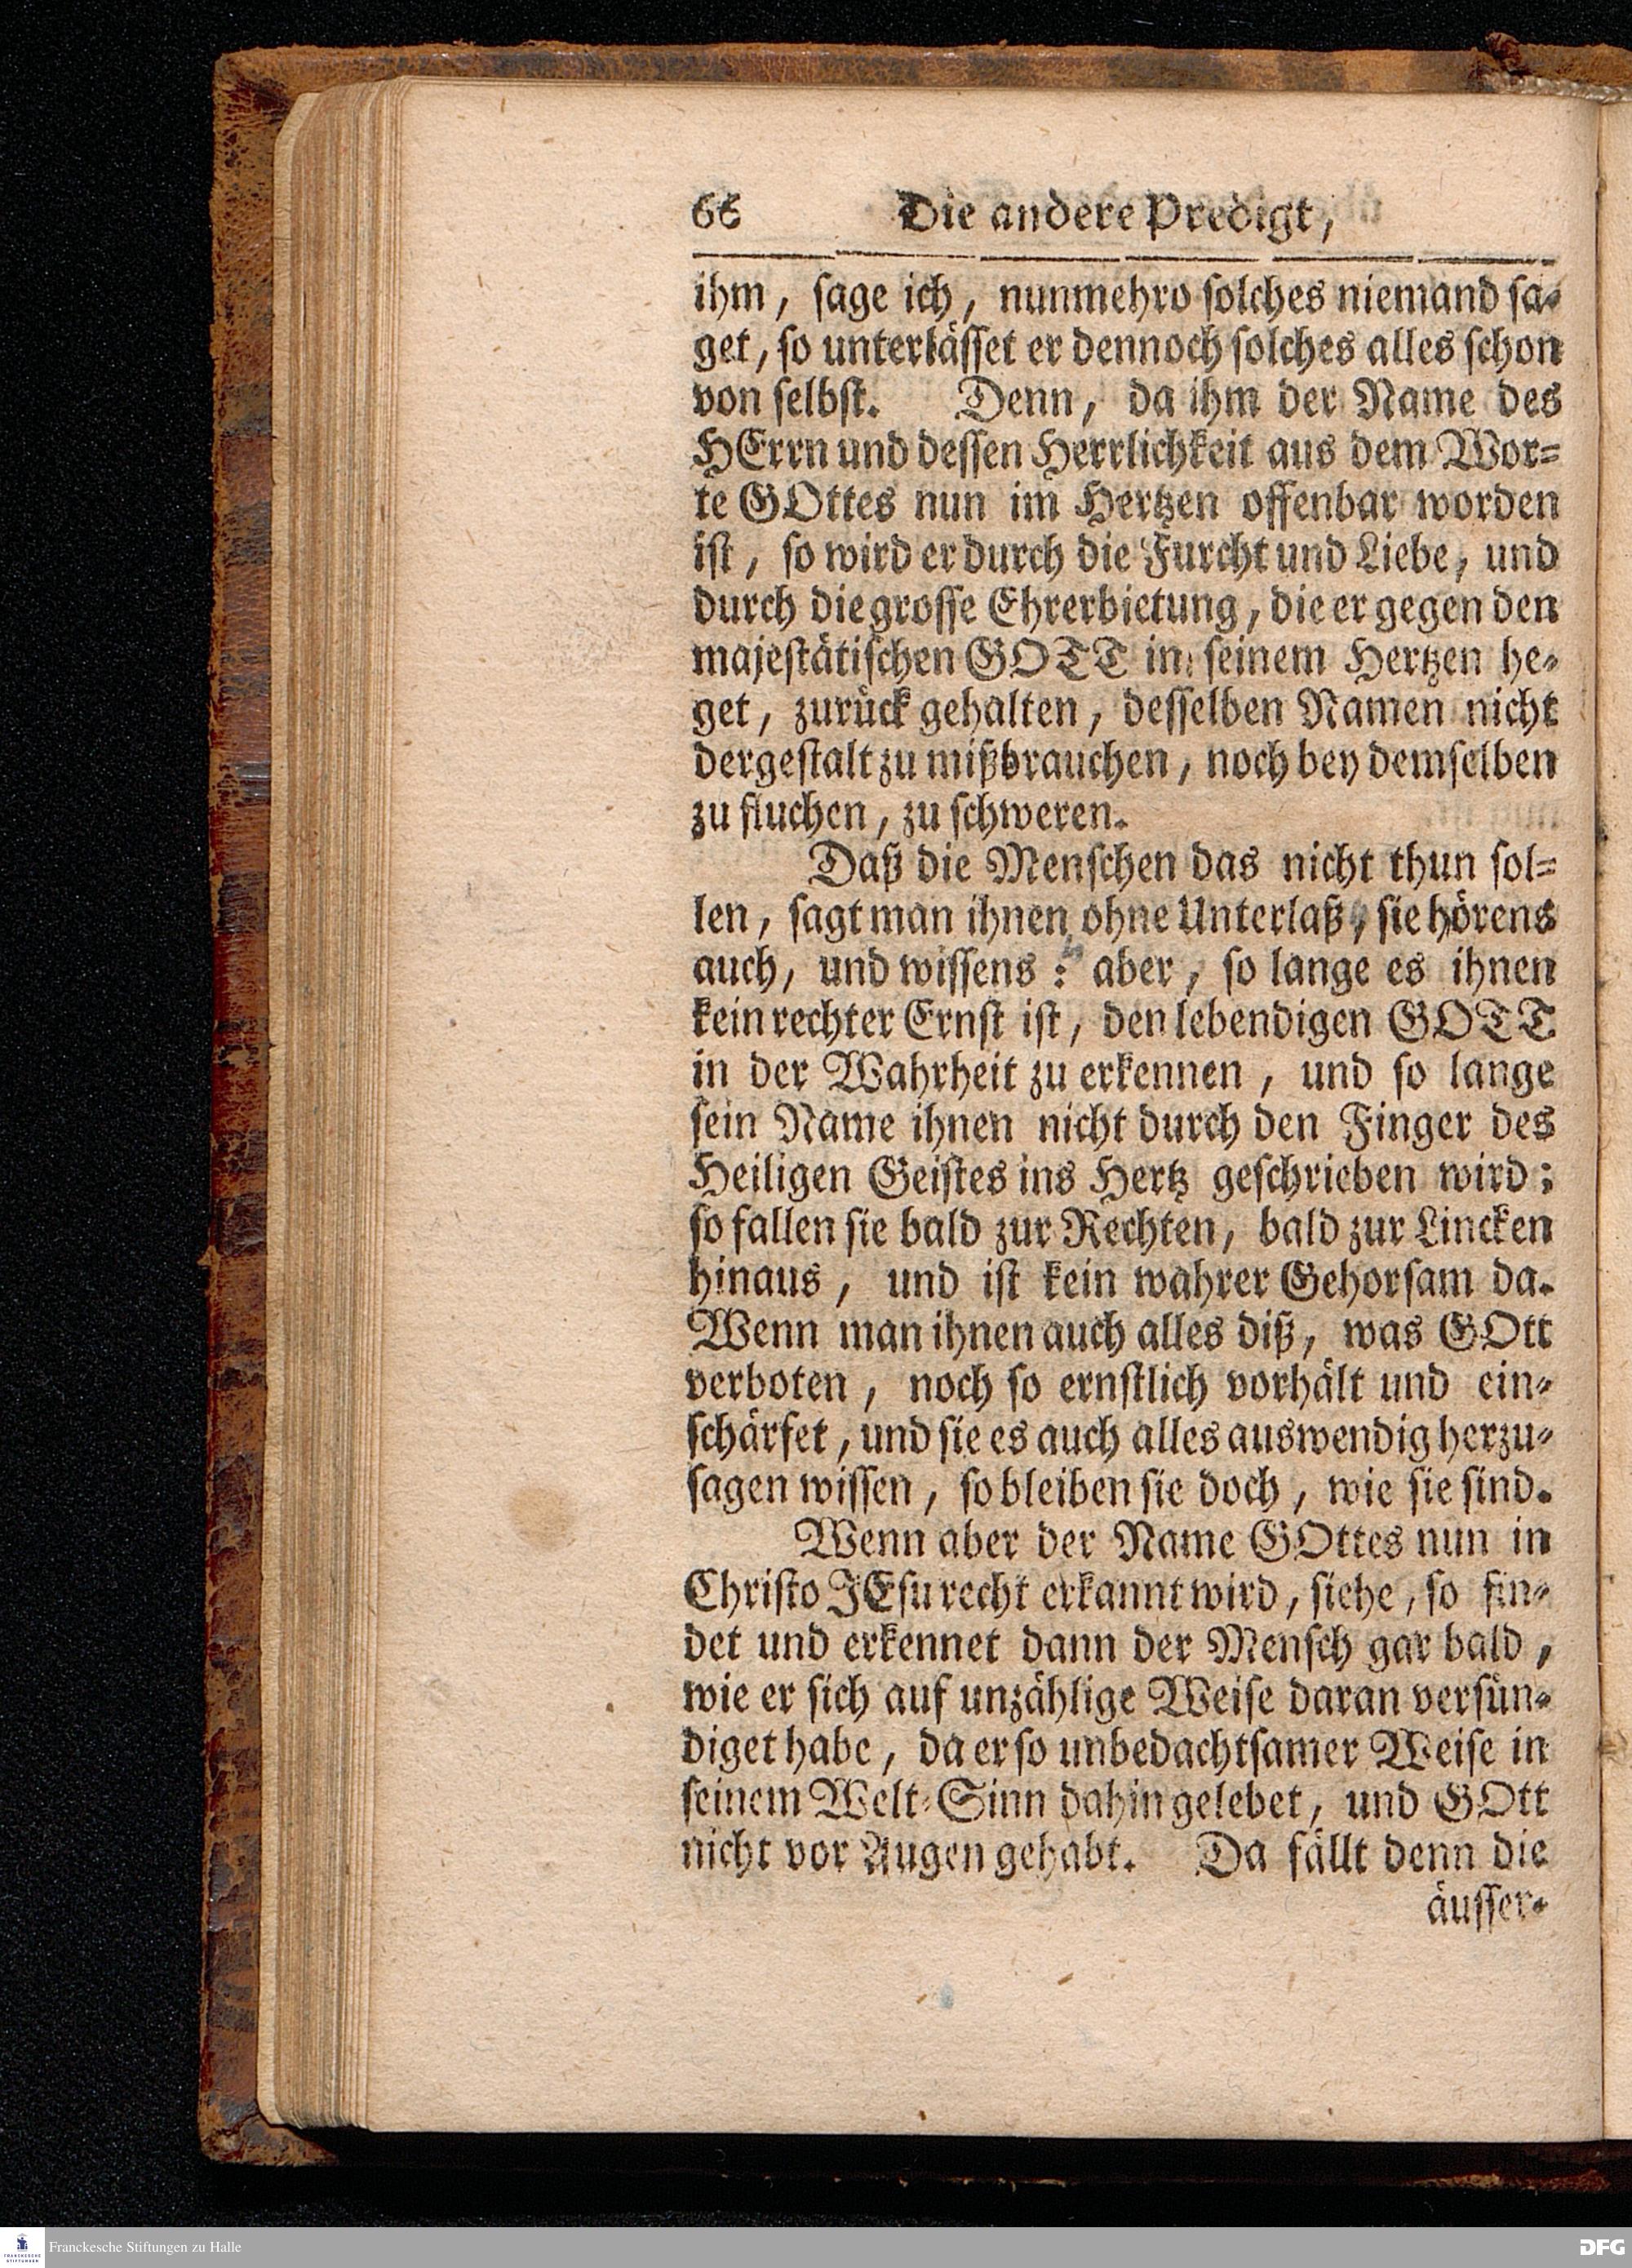 66 Die andere Predigt,
ihm, ſage ich, nunmehro ſolches niemand ſa-
get, ſo unterläſſet er dennoch ſolches alles ſchon
von ſelbſt. Denn, da ihm der Name des
HErrn und deſſen Herrlichkeit aus dem Wor-
te GOttes nun im Hertzen offenbar worden
iſt, ſo wird er durch die Furcht und Liebe, und
durch die groſſe Ehrerbietung, die er gegen den
majeſtätiſchen GOTT in ſeinem Hertzen he-
get, zurück gehalten, deſſelben Namen nicht
dergeſtalt zu mißbrauchen, noch bey demſelben
zu fluchen, zu ſchweren.
Daß die Menſchen das nicht thun ſol-
len, ſagt man ihnen ohne Unterlaß, ſie hörens
auch, und wiſſens: aber, ſo lange es ihnen
kein rechter Ernſt iſt, den lebendigen GOTT
in der Wahrheit zu erkennen, und ſo lange
ſein Name ihnen nicht durch den Finger des
Heiligen Geiſtes ins Hertz geſchrieben wird;
ſo fallen ſie bald zur Rechten, bald zur Lincken
hinaus, und iſt kein wahrer Gehorſam da.
Wenn man ihnen auch alles diß, was GOtt
verboten, noch ſo ernſtlich vorhält und ein-
ſchärfet, und ſie es auch alles auswendig herzu-
ſagen wiſſen, ſo bleiben ſie doch, wie ſie ſind.
Wenn aber der Name GOttes nun in
Chriſto JEſu recht erkannt wird, ſiehe, ſo fin-
det und erkennet dann der Menſch gar bald,
wie er ſich auf unzählige Weiſe daran verſün-
diget habe, da er ſo unbedachtſamer Weiſe in
ſeinem Welt-Sinn dahin gelebet, und GOtt
nicht vor Augen gehabt. Da fällt denn die
äuſſer-
FRANCKESCHE STIFTUNGEN
Franckesche Stiftungen zu Halle
DFG